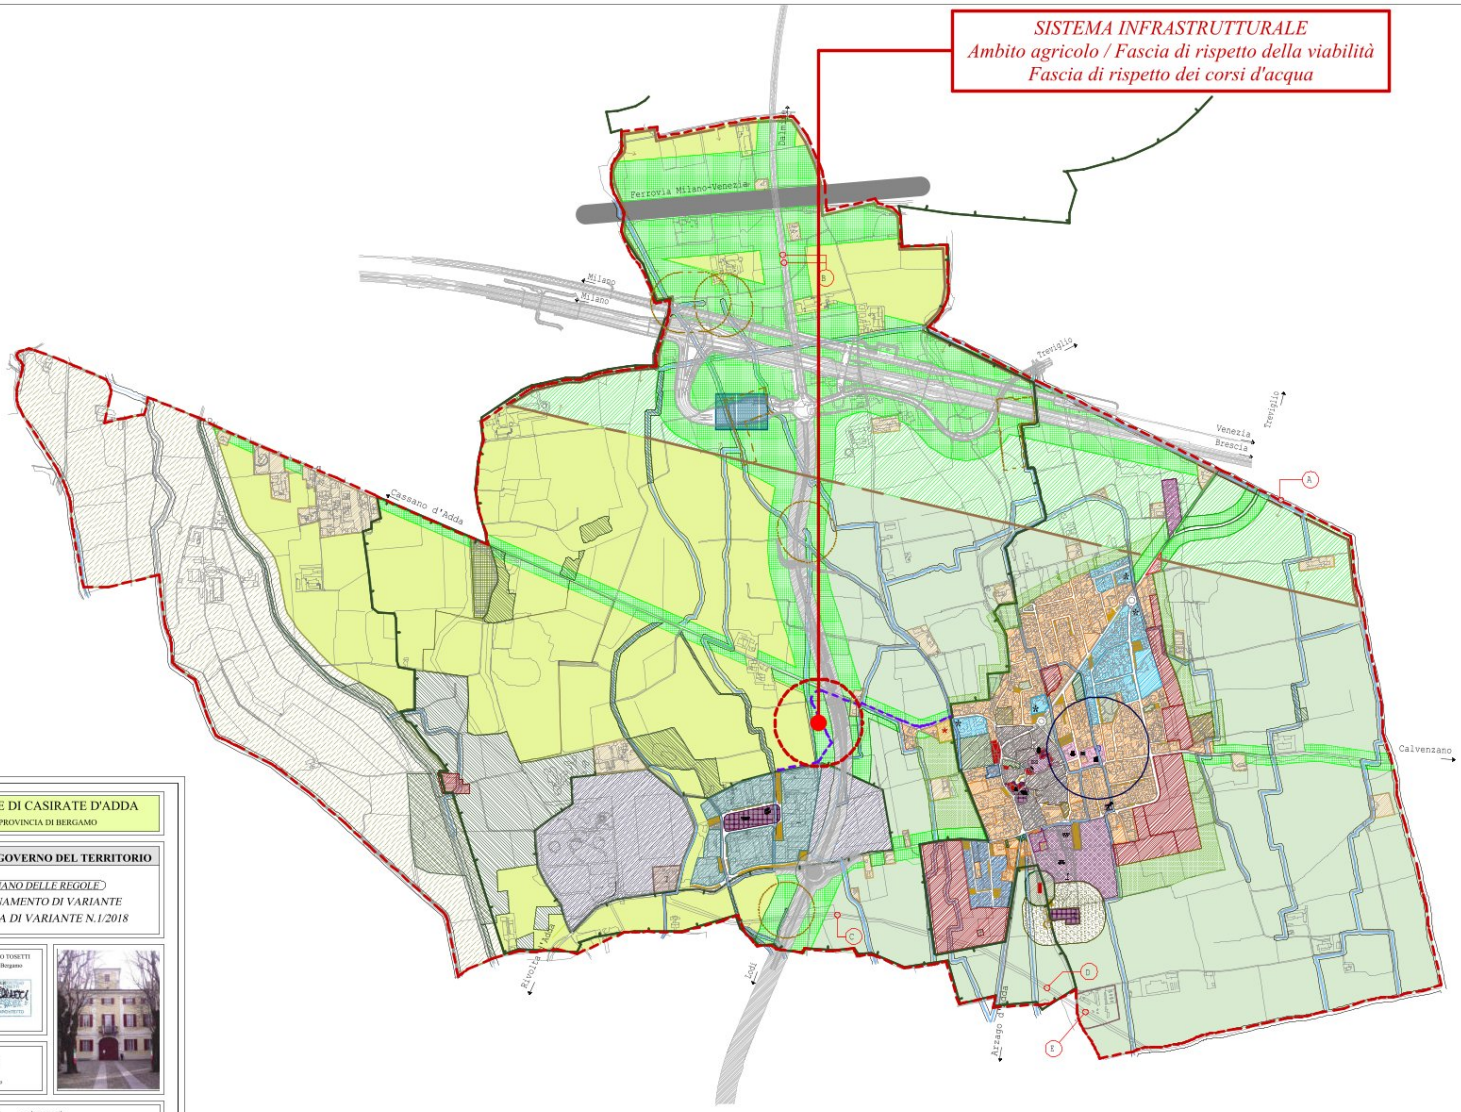 SISTEMA INFRASTRUTTURALE
Ambito agricolo / Fascia di rispetto della viabilità
Fascia di rispetto dei corsi d'acqua
Ferrovia Milano-Venezia
B
Milano
Milano
Treviglio
Treviglio
Venezia
Brescia
A
Cassano d'Adda
Calvenzano
E DI CASIRATE D'ADDA
PROVINCIA DI BERGAMO
GOVERNO DEL TERRITORIO
IANO DELLE REGOLE
NAMENTO DI VARIANTE
A DI VARIANTE N.1/2018
O TOSETTI
Bergamo
C
Rivolta d'Adda
Lodi
D
Arzago d'Adda
E